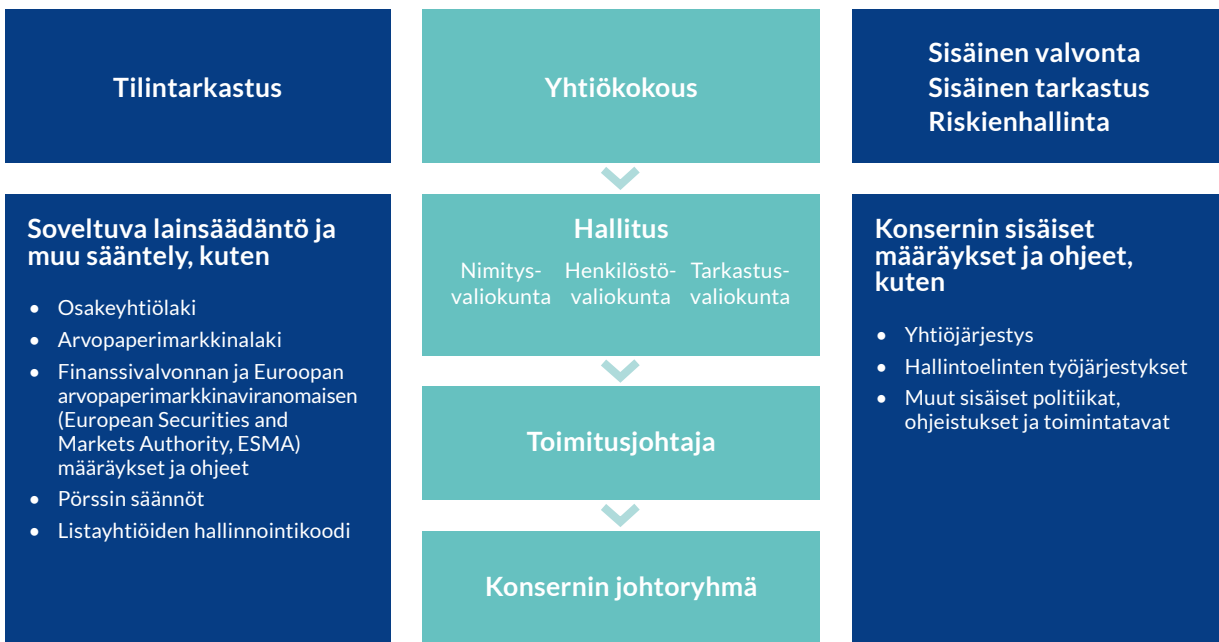 Tilintarkastus
Yhtiökokous
Sisäinen valvonta
Sisäinen tarkastus
Riskienhallinta
Soveltuva lainsäädäntö ja
muu sääntely, kuten
• Osakeyhtiölaki
• Arvopaperimarkkinalaki
• Finanssivalvonnan ja Euroopan
arvopaperimarkkinaviranomaisen
(European Securities and
Markets Authority, ESMA)
määräykset ja ohjeet
• Pörssin säännöt
• Listayhtiöiden hallinnointikoodi
Hallitus
Nimitys-
valiokunta
Henkilöstö-
valiokunta
Tarkastus-
valiokunta
Toimitusjohtaja
Konsernin johtoryhmä
Konsernin sisäiset
määräykset ja ohjeet,
kuten
• Yhtiöjärjestys
• Hallintoelinten työjärjestykset
• Muut sisäiset politiikat,
ohjeistukset ja toimintatavat